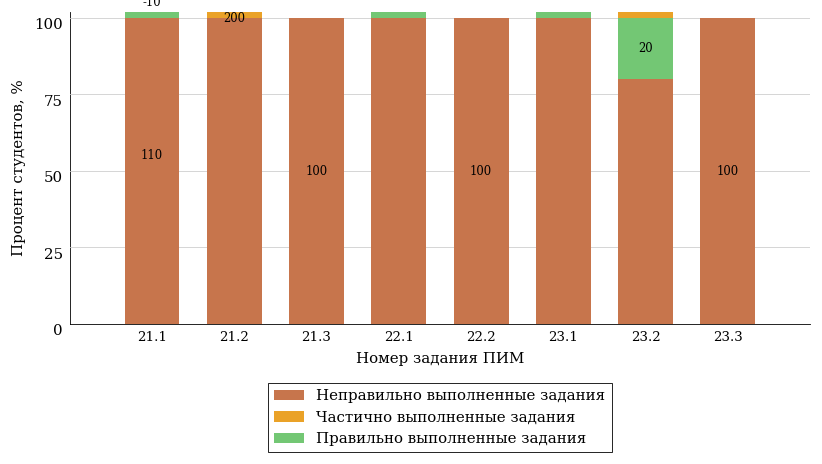 -10
100
200
75
20
110
100
100
100
50
25
0
21.1 21.2 21.3 22.1 22.2 23.1 23.2 23.3
Номер задания ПИМ
Процент студентов, %
Неправильно выполненные задания
Частично выполненные задания
Правильно выполненные задания